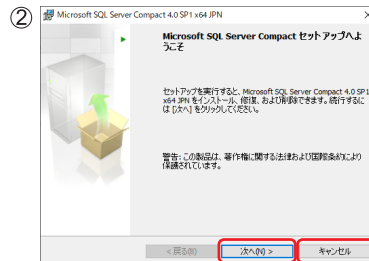 ②
Microsoft SQL Server Compact 4.0 SP1 x64 JPN
Microsoft SQL Server Compact セットアップへよ
うこそ
セットアップを実行すると、Microsoft SQL Server Compact 4.0 SP1
x64 JPN をインストール、修復、および削除できます。続行するに
は [次へ] をクリックしてください。
警告: この製品は、著作権に関する法律および国際条約により
保護されています。
< 戻る(B) 次へ(N) > キャンセル